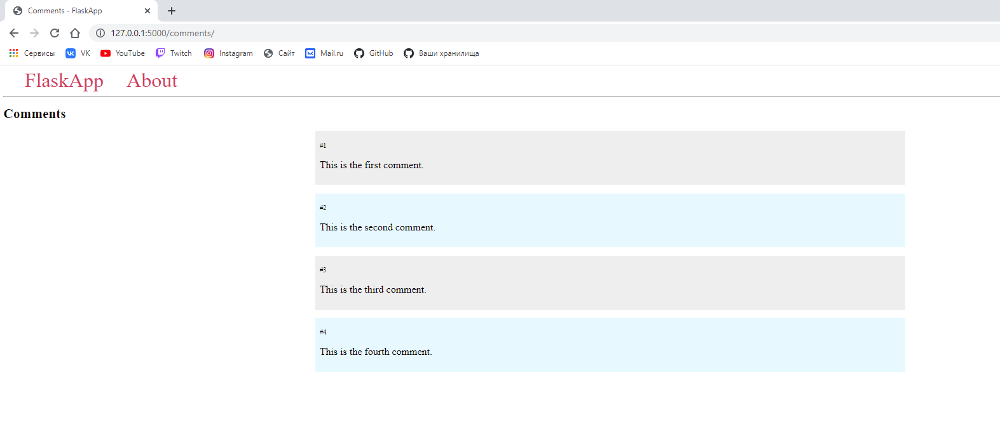 Comments - FlaskApp
127.0.0.1:5000/comments/
Сервисы VK YouTube Twitch Instagram Сайт Mail.ru GitHub Ваши хранилища
FlaskApp About
Comments
#1
This is the first comment.
#2
This is the second comment.
#3
This is the third comment.
#4
This is the fourth comment.